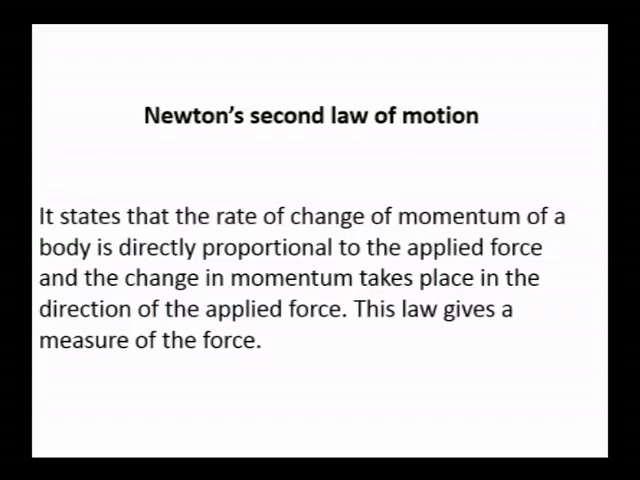 Newton’s second law of motion
It states that the rate of change of momentum of a
body is directly proportional to the applied force
and the change in momentum takes place in the
direction of the applied force. This law gives a
measure of the force.